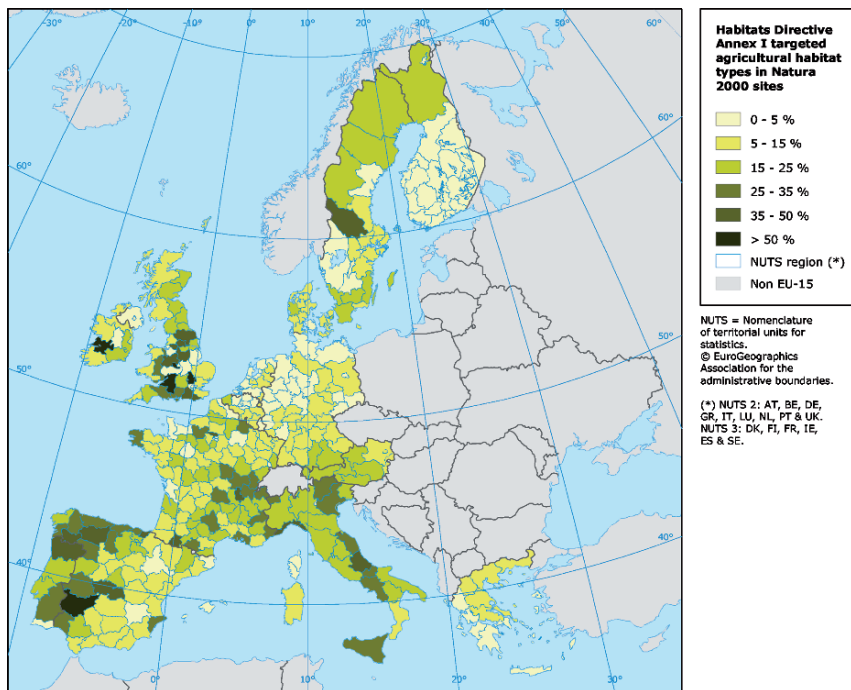 -30°
-20°
-10°
0°
10°
20°
30°
40°
50°
60°
70°
60°
60°
50°
50°
40°
40°
0°
10°
20°
30°
Habitats Directive
Annex I targeted
agricultural habitat
types in Natura
2000 sites
0 - 5 %
5 - 15 %
15 - 25 %
25 - 35 %
35 - 50 %
> 50 %
NUTS region (*)
Non EU-15
NUTS = Nomenclature
of territorial units for
statistics.
© EuroGeographics
Association for the
administrative boundaries.
(*) NUTS 2: AT, BE, DE,
GR, IT, LU, NL, PT & UK.
NUTS 3: DK, FI, FR, IE,
ES & SE.